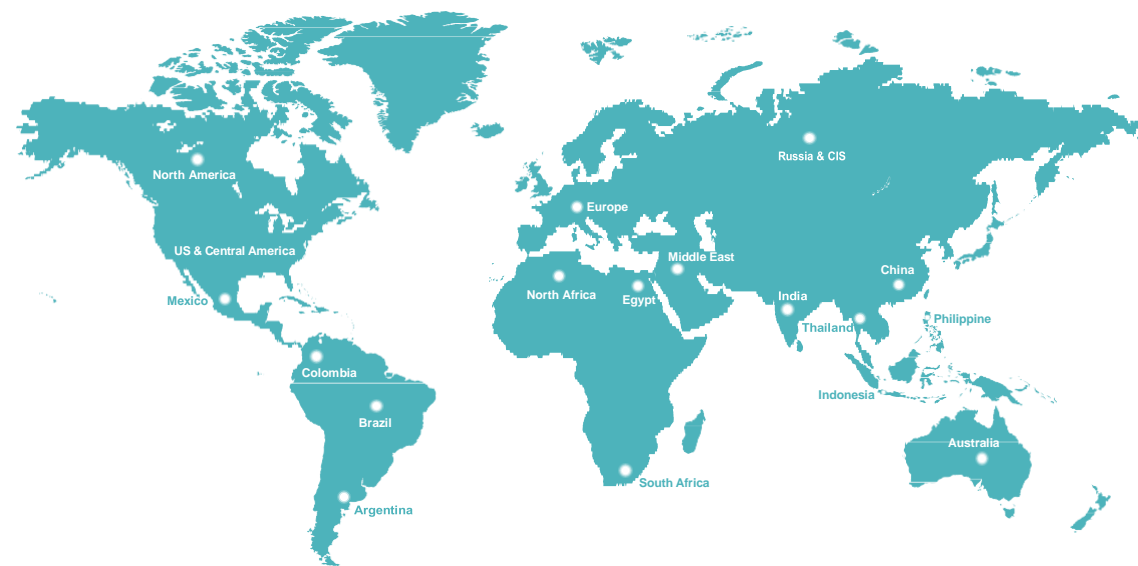 Russia & CIS
North America
Europe
US & Central America
Middle East
China
North Africa
Egypt
India
Mexico
Philippine
Thailand
Colombia
Indonesia
Brazil
Australia
South Africa
Argentina